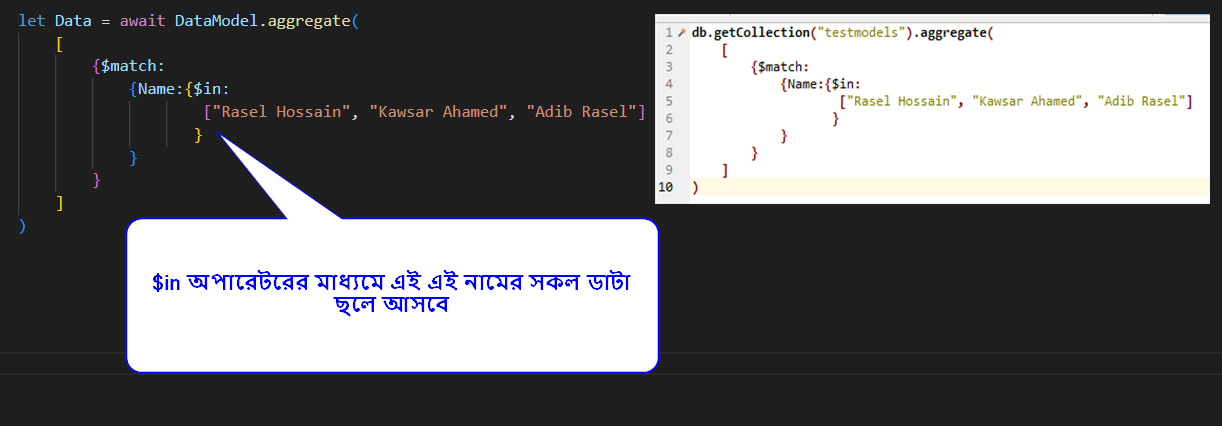 let Data = await DataModel.aggregate(
[
{$match:
{Name:{$in:
["Rasel Hossain", "Kawsar Ahamed", "Adib Rasel"]
}
}
}
]
)
1 db.getCollection("testmodels").aggregate(
2 [
3 {$match:
4 {Name:{$in:
5 ["Rasel Hossain", "Kawsar Ahamed", "Adib Rasel"]
6 }
7 }
8 }
9 ]
10 )
$in অপারেটরের মাধ্যমে এই এই নামের সকল ডাটা
ছলে আসবে